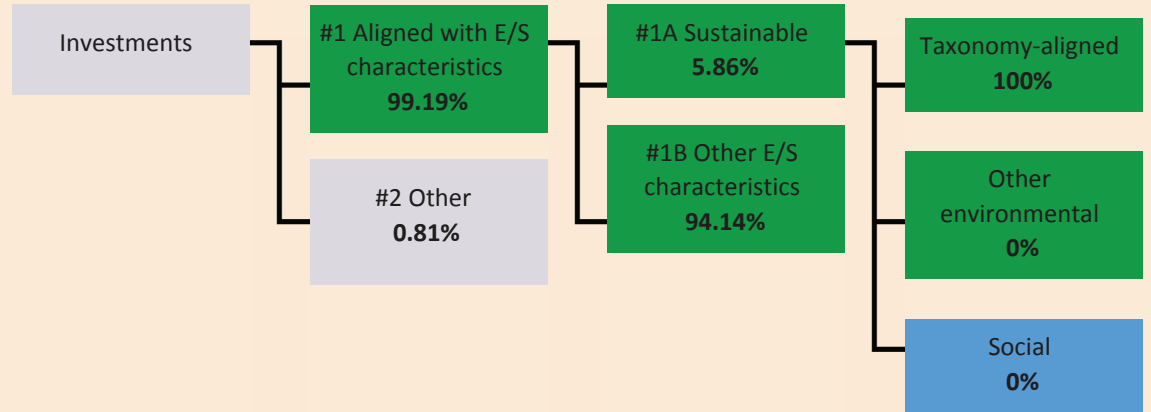 Investments
#1 Aligned with E/S
characteristics
99.19%
#2 Other
0.81%
#1A Sustainable
5.86%
#1B Other E/S
characteristics
94.14%
Taxonomy-aligned
100%
Other
environmental
0%
Social
0%